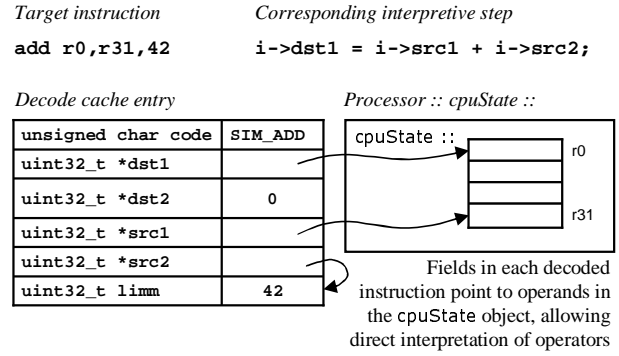 Target instruction Corresponding interpretive step
add r0,r31,42 i->dst1 = i->src1 + i->src2;
Decode cache entry Processor :: cpuState ::
unsigned char code SIM_ADD
uint32_t *dst1
uint32_t *dst2 0
uint32_t *src1
uint32_t *src2
uint32_t limm 42
cpuState ::
r0
r31
Fields in each decoded
instruction point to operands in
the cpuState object, allowing
direct interpretation of operators